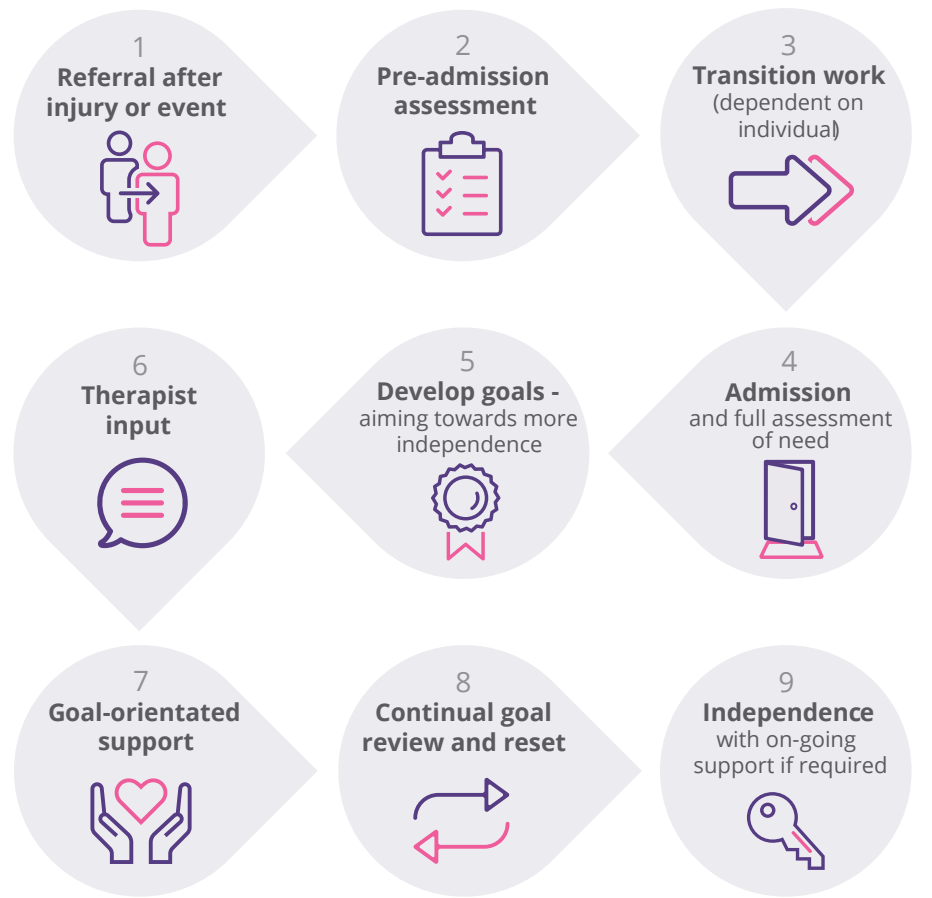 1
Referral after
injury or event
2
Pre-admission
assessment
3
Transition work
(dependent on
individual)
4
Admission
and full assessment
of need
5
Develop goals -
aiming towards more
independence
6
Therapist
input
7
Goal-orientated
support
8
Continual goal
review and reset
9
Independence
with on-going
support if required